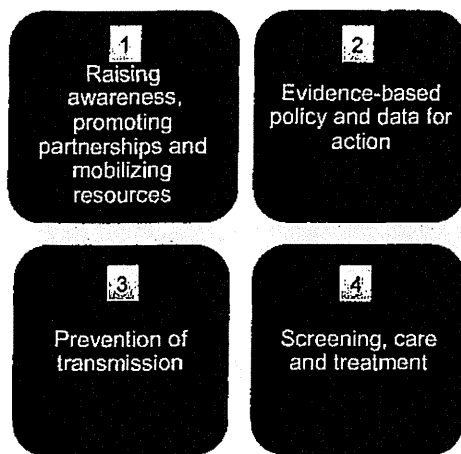 1
Raising
awareness,
promoting
partnerships and
mobilizing
resources
2
Evidence-based
policy and data for
action
3
Prevention of
transmission
4
Screening, care
and treatment